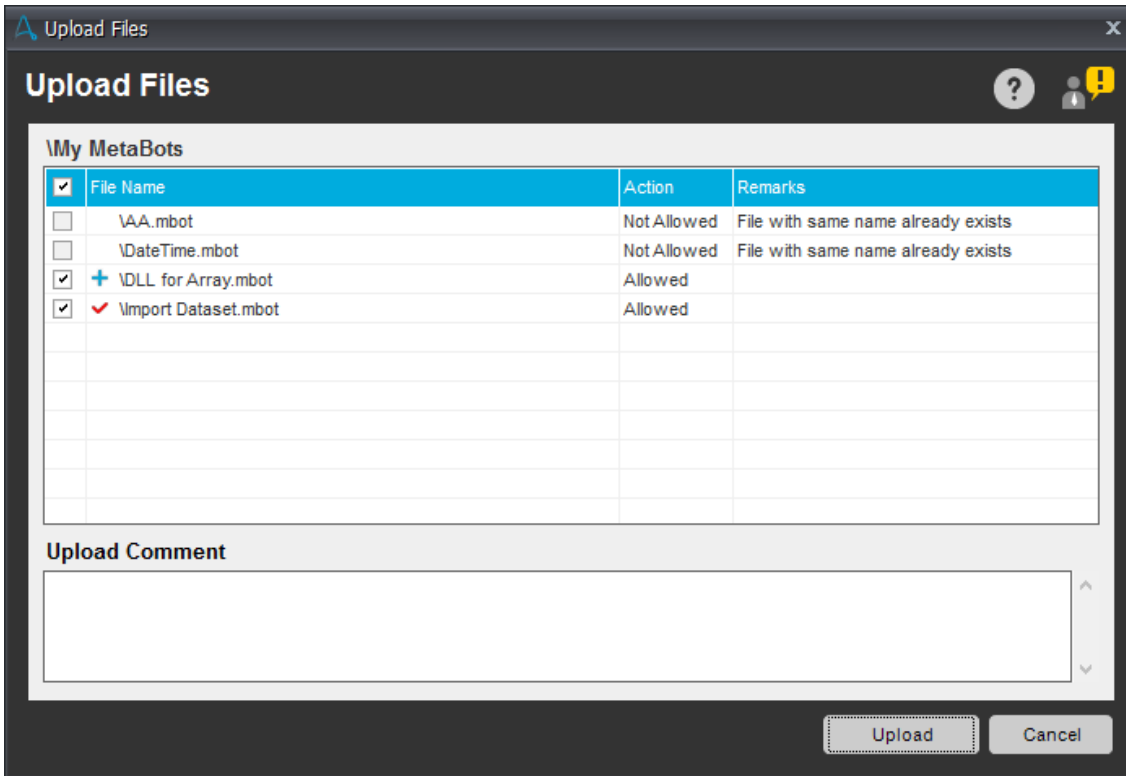 Upload Files
x
Upload Files
?
!
\My MetaBots
File Name Action Remarks
\AA.mbot Not Allowed File with same name already exists
\DateTime.mbot Not Allowed File with same name already exists
\DLL for Array.mbot Allowed
\Import Dataset.mbot Allowed
Upload Comment
Upload Cancel